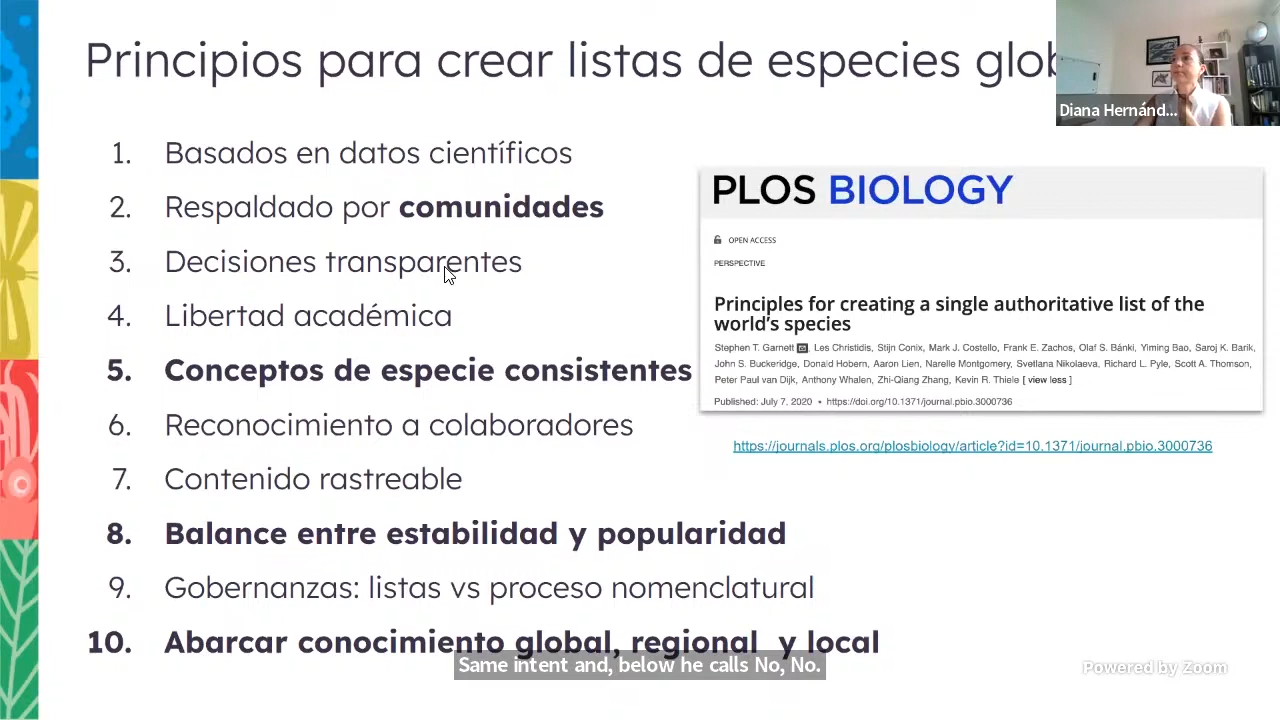 Principios para crear listas de especies glob
Diana Hernánd...
1. Basados en datos científicos
2. Respaldado por comunidades
3. Decisiones transparentes
4. Libertad académica
5. Conceptos de especie consistentes
6. Reconocimiento a colaboradores
7. Contenido rastreable
8. Balance entre estabilidad y popularidad
9. Gobernanzas: listas vs proceso nomenclatural
10. Abarcar conocimiento global, regional y local
PLOS BIOLOGY
OPEN ACCESS
PERSPECTIVE
Principles for creating a single authoritative list of the
world's species
Stephen T. Garnett, Les Christidis, Stijn Conix, Mark J. Costello, Frank E. Zachos, Olaf S. Bánki, Yiming Bao, Saroj K. Barik,
John S. Buckeridge, Donald Hobern, Aaron Lien, Narelle Montgomery, Svetlana Nikolaeva, Richard L. Pyle, Scott A. Thomson,
Peter Paul van Dijk, Anthony Whalen, Zhi-Qiang Zhang, Kevin R. Thiele [ view less ]
Published: July 7, 2020 • https://doi.org/10.1371/journal.pbio.3000736
https://journals.plos.org/plosbiology/article?id=10.1371/journal.pbio.3000736
Same intent and, below he calls No, No.
Powered by Zoom